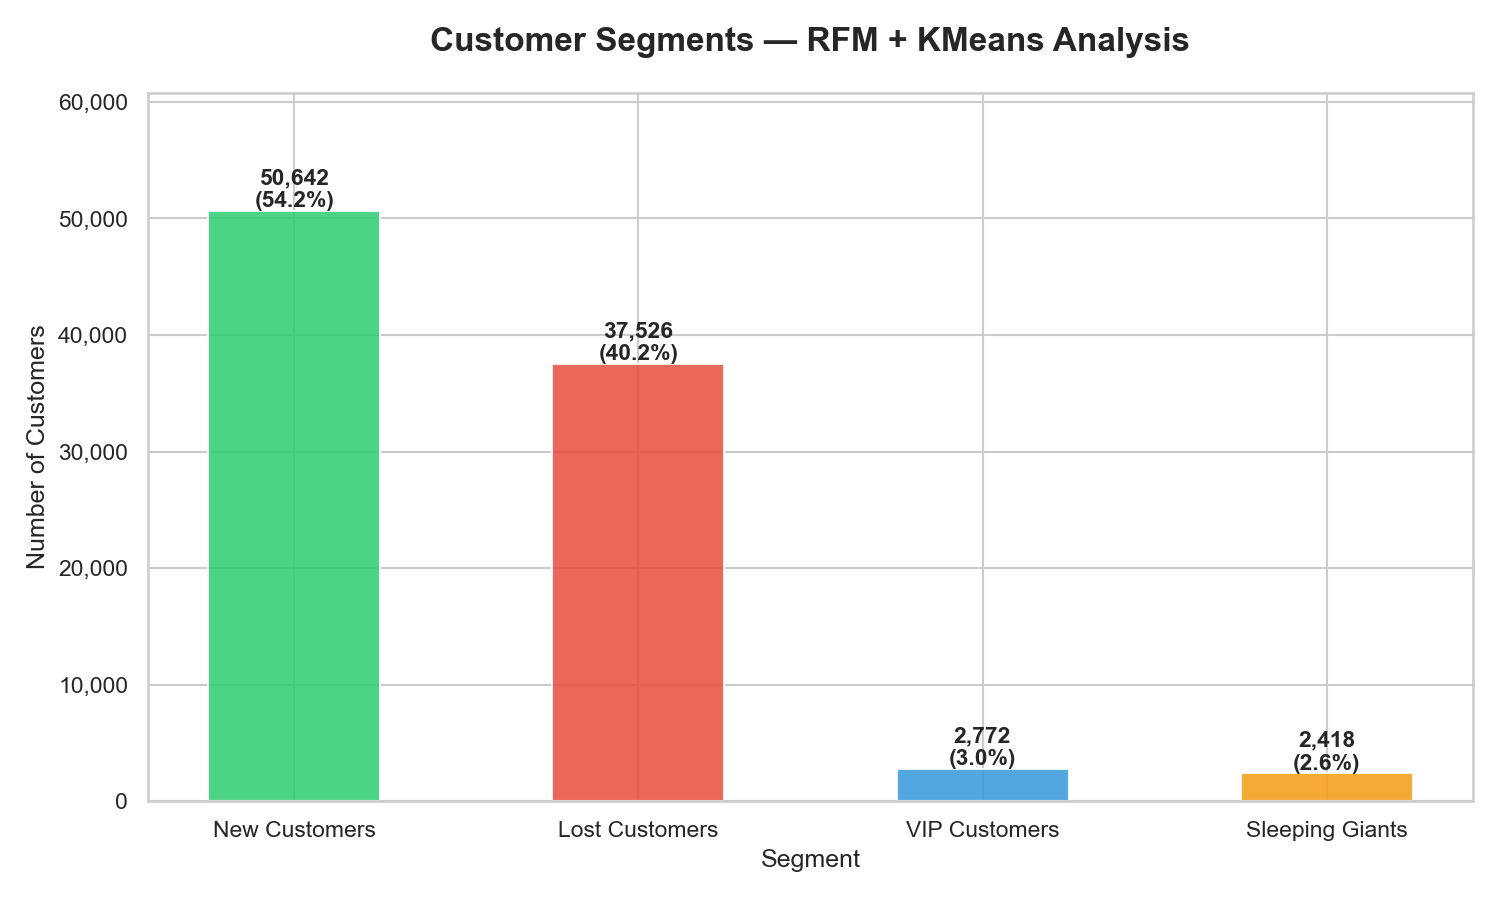 Customer Segments — RFM + KMeans Analysis
60,000
50,000
40,000
30,000
20,000
10,000
0
Number of Customers
50,642
(54.2%)
37,526
(40.2%)
2,772
(3.0%)
2,418
(2.6%)
New Customers
Lost Customers
VIP Customers
Sleeping Giants
Segment